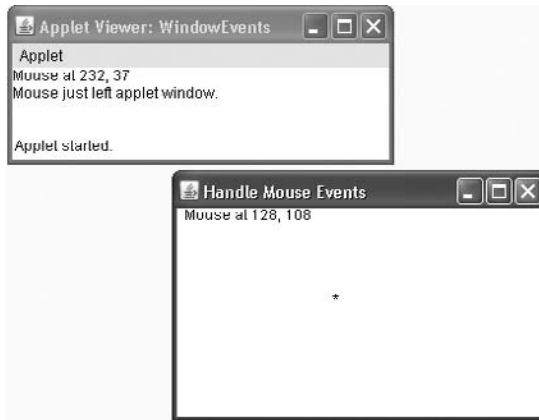 Applet Viewer: WindowEvents
Applet
Mouse at 232, 37
Mouse just left applet window.
Applet started.
Handle Mouse Events
Mouse at 128, 108
*